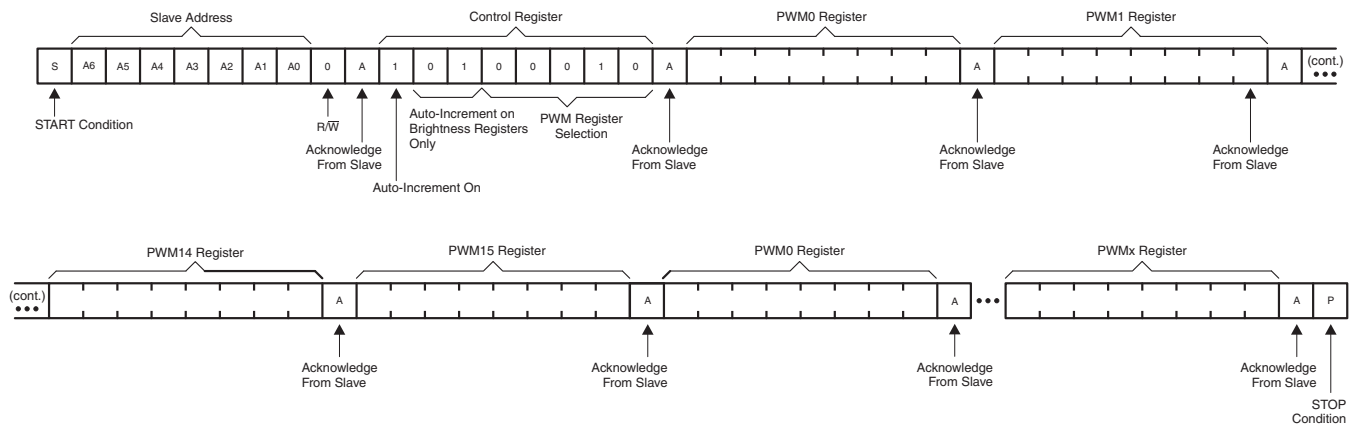 Slave Address
Control Register
PWM0 Register
PWM1 Register
S A6 A5 A4 A3 A2 A1 A0 0 A 1 0 1 0 0 0 1 0 A A A (cont.) •••
START Condition
R/W̅
Acknowledge
From Slave
Auto-Increment On
Auto-Increment on
Brightness Registers
Only
PWM Register
Selection
Acknowledge
From Slave
Acknowledge
From Slave
Acknowledge
From Slave
PWM14 Register
PWM15 Register
PWM0 Register
PWMx Register
(cont.) ••• A A A ••• A P
Acknowledge
From Slave
Acknowledge
From Slave
Acknowledge
From Slave
Acknowledge
From Slave
STOP
Condition